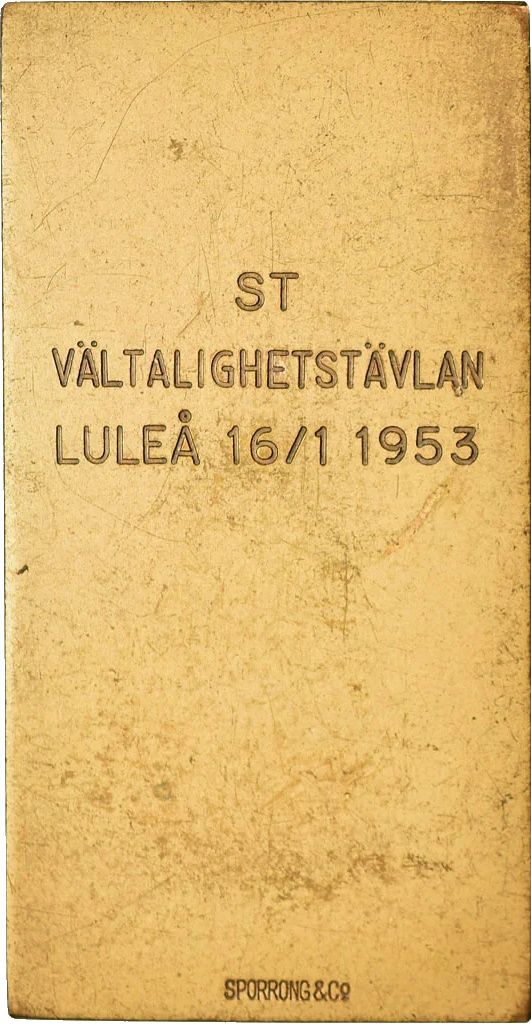 ST
VÄLTALIGHETSTÄVLAN
LULEÅ 16/1 1953
SPORRONG & Co